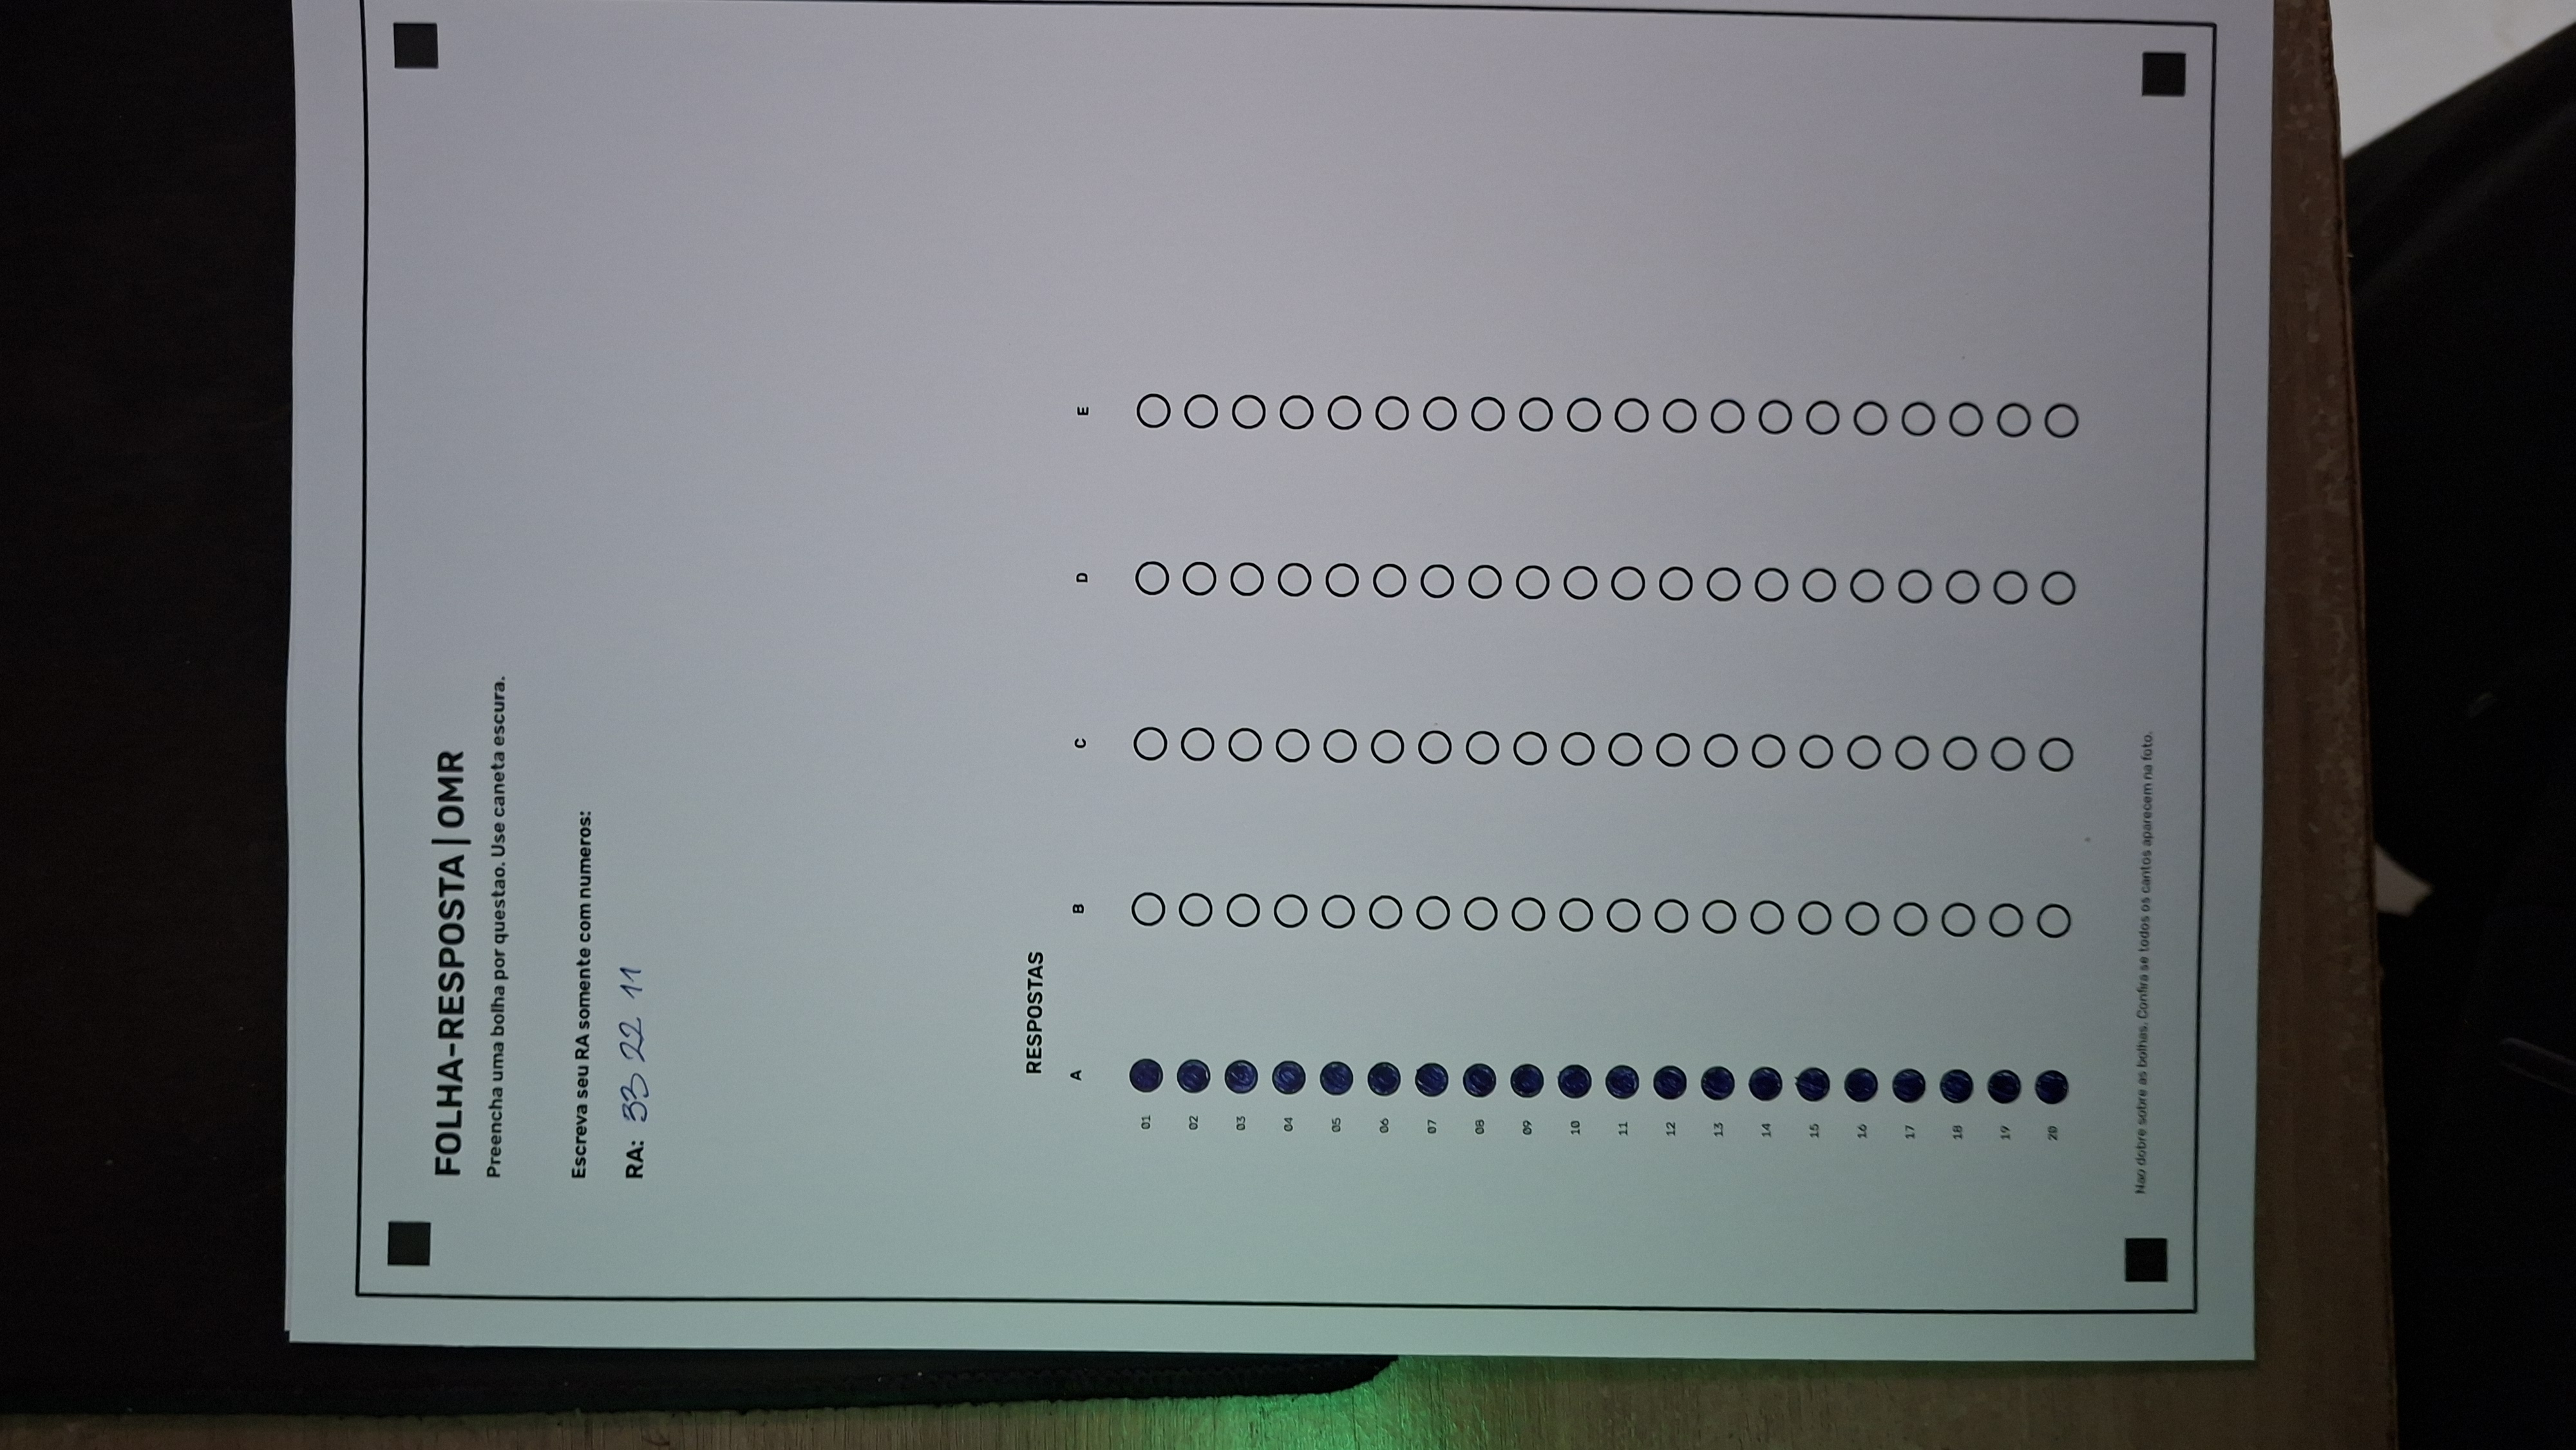 FOLHA-RESPOSTA | OMR
Preencha uma bolha por questao. Use caneta escura.
Escreva seu RA somente com numeros:
RA: 33 22 11
RESPOSTAS
A B C D E
01
02
03
04
05
06
07
08
09
10
11
12
13
14
15
16
17
18
19
20
Nao dobre sobre as bolhas. Confira se todos os cantos aparecem na foto.